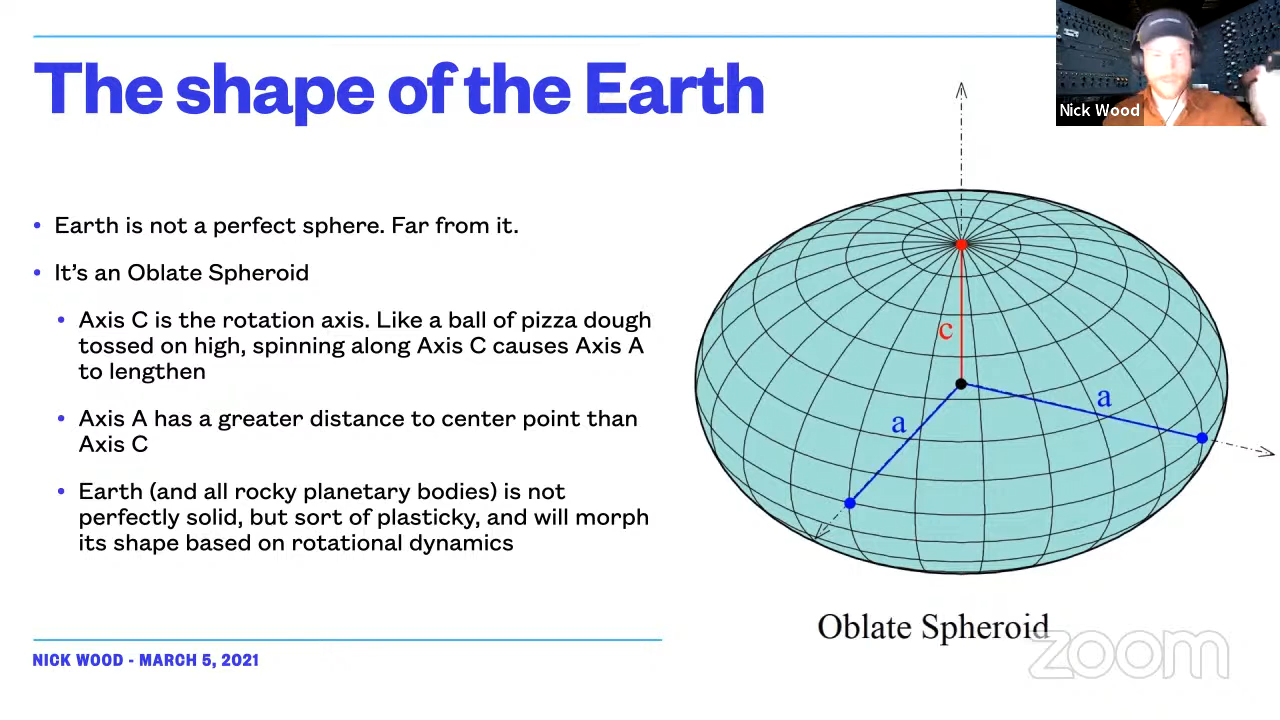 The shape of the Earth
Nick Wood
• Earth is not a perfect sphere. Far from it.
• It's an Oblate Spheroid
• Axis C is the rotation axis. Like a ball of pizza dough
tossed on high, spinning along Axis C causes Axis A
to lengthen
• Axis A has a greater distance to center point than
Axis C
• Earth (and all rocky planetary bodies) is not
perfectly solid, but sort of plasticky, and will morph
its shape based on rotational dynamics
c
a
a
Oblate Spheroid
zoom
NICK WOOD - MARCH 5, 2021